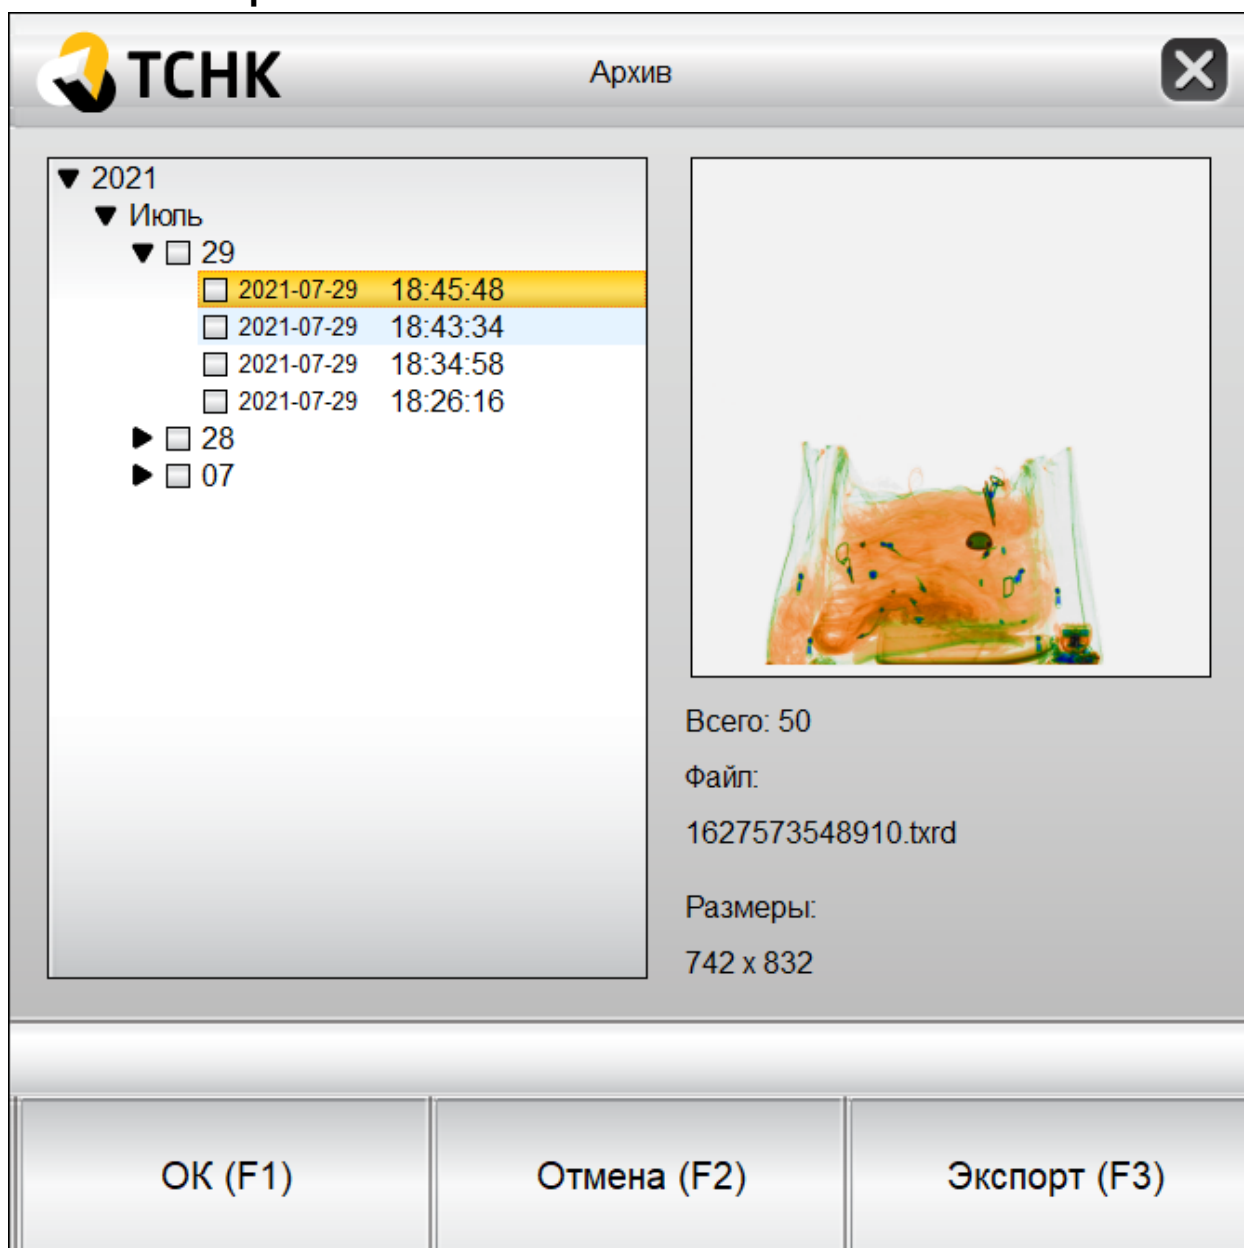 ТСНК
Архив
2021
Июль
29
2021-07-29 18:45:48
2021-07-29 18:43:34
2021-07-29 18:34:58
2021-07-29 18:26:16
28
07
Всего: 50
Файл:
1627573548910.txrd
Размеры:
742 x 832
ОК (F1)
Отмена (F2)
Экспорт (F3)